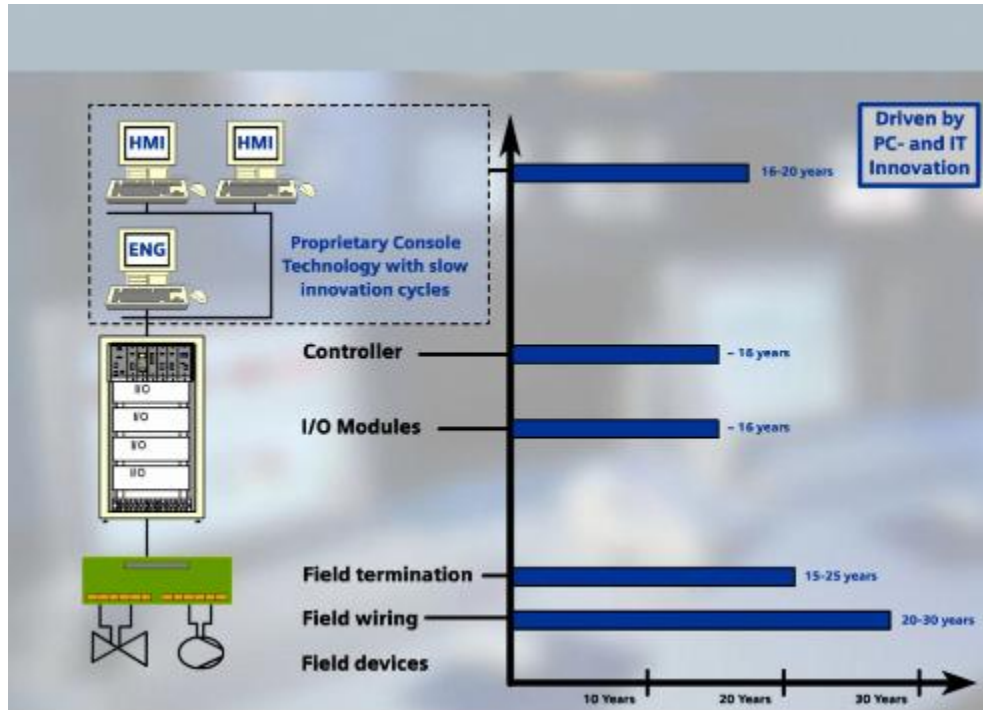 HMI
HMI
Driven by
PC- and IT
Innovation
16-20 years
ENG
Proprietary Console
Technology with slow
innovation cycles
Controller
~ 16 years
I/O
I/O
I/O Modules
~ 16 years
I/O
I/O
Field termination
15-25 years
Field wiring
20-30 years
Field devices
10 Years
20 Years
30 Years